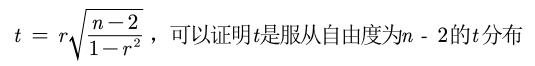 t = r√((n−2)/(1−r²)) ，可以证明t是服从自由度为n - 2的t分布